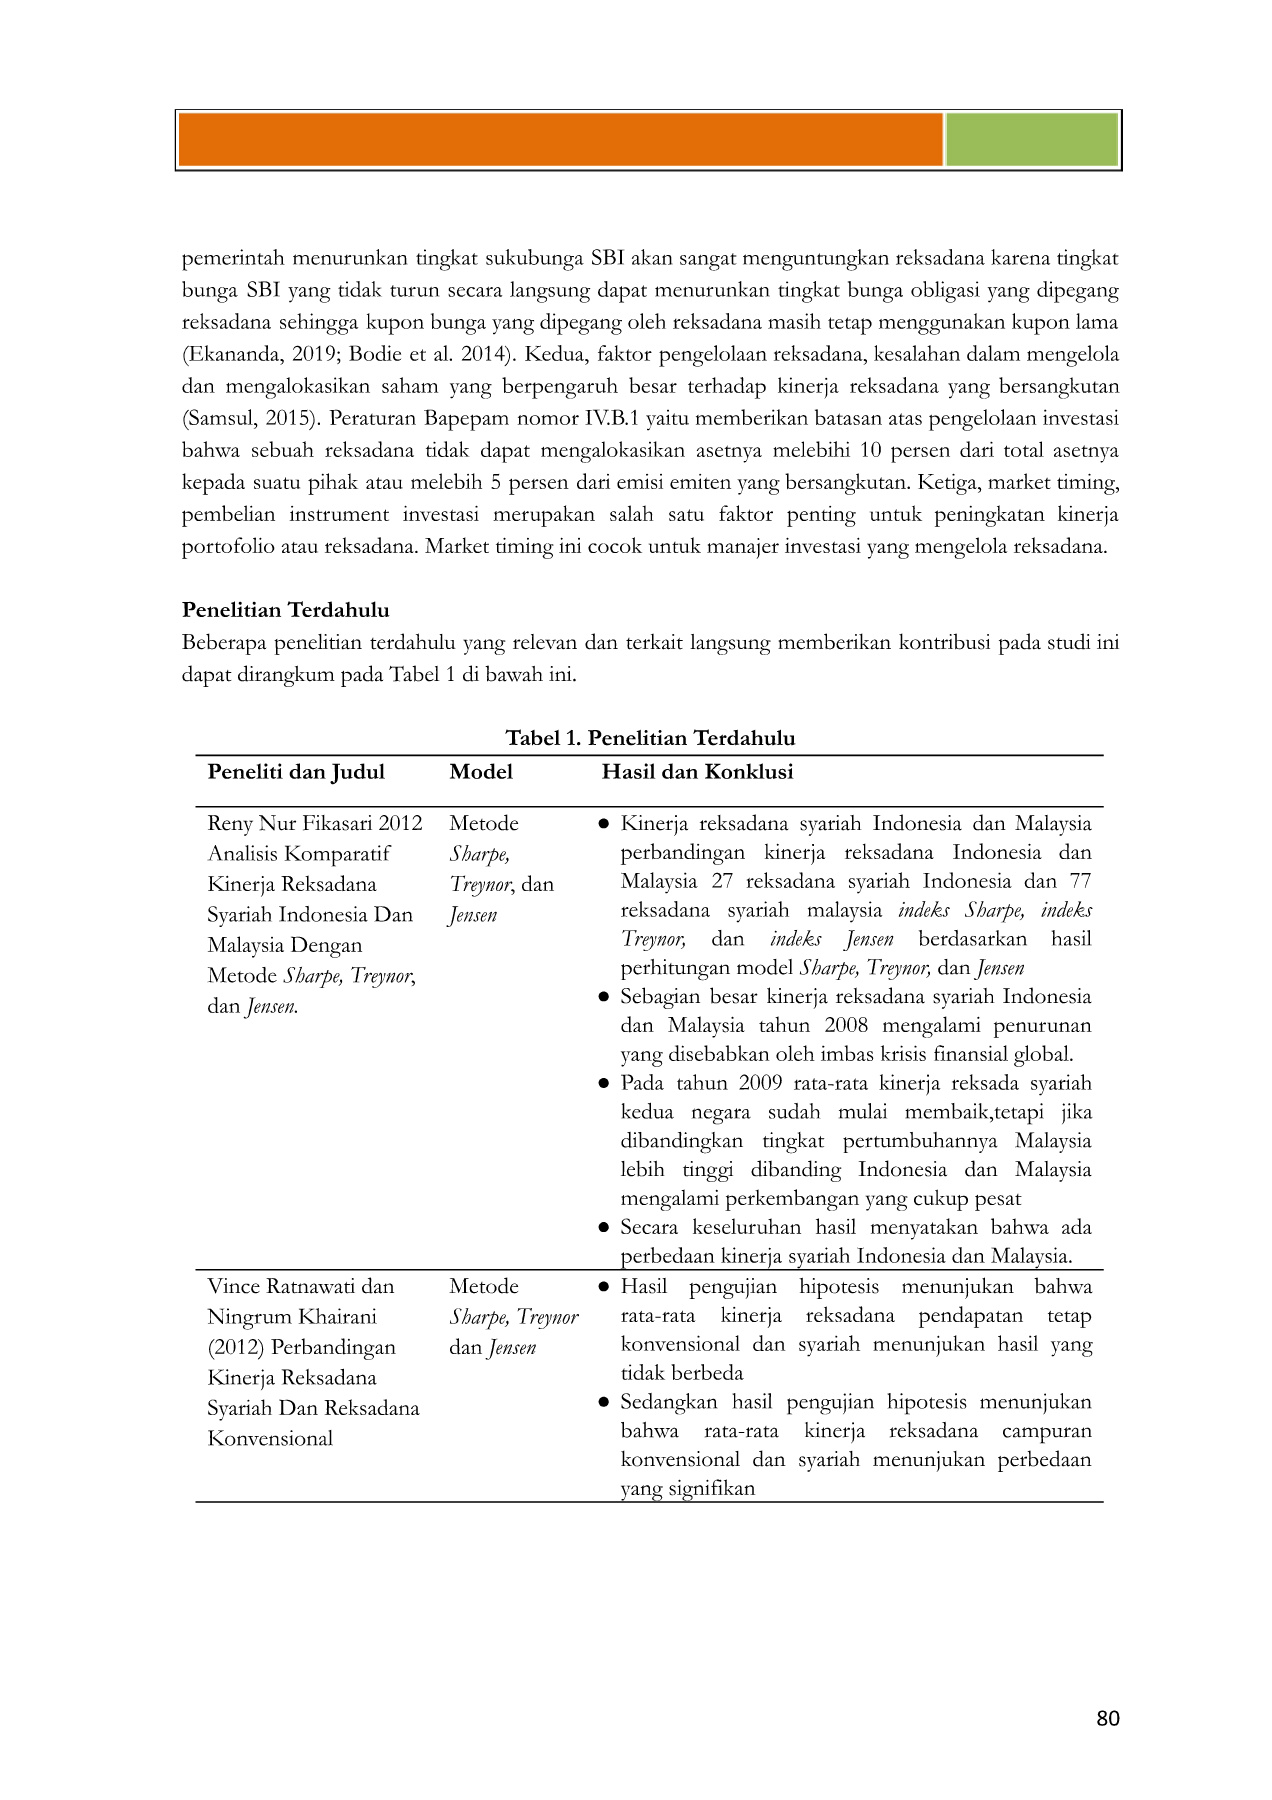 pemerintah menurunkan tingkat sukubunga SBI akan sangat menguntungkan reksadana karena tingkat
bunga SBI yang tidak turun secara langsung dapat menurunkan tingkat bunga obligasi yang dipegang
reksadana sehingga kupon bunga yang dipegang oleh reksadana masih tetap menggunakan kupon lama
(Ekananda, 2019; Bodie et al. 2014). Kedua, faktor pengelolaan reksadana, kesalahan dalam mengelola
dan mengalokasikan saham yang berpengaruh besar terhadap kinerja reksadana yang bersangkutan
(Samsul, 2015). Peraturan Bapepam nomor IV.B.1 yaitu memberikan batasan atas pengelolaan investasi
bahwa sebuah reksadana tidak dapat mengalokasikan asetnya melebihi 10 persen dari total asetnya
kepada suatu pihak atau melebih 5 persen dari emisi emiten yang bersangkutan. Ketiga, market timing,
pembelian instrument investasi merupakan salah satu faktor penting untuk peningkatan kinerja
portofolio atau reksadana. Market timing ini cocok untuk manajer investasi yang mengelola reksadana.
Penelitian Terdahulu
Beberapa penelitian terdahulu yang relevan dan terkait langsung memberikan kontribusi pada studi ini
dapat dirangkum pada Tabel 1 di bawah ini.
Tabel 1. Penelitian Terdahulu
Peneliti dan Judul
Model
Hasil dan Konklusi
Reny Nur Fikasari 2012
Analisis Komparatif
Kinerja Reksadana
Syariah Indonesia Dan
Malaysia Dengan
Metode Sharpe, Treynor,
dan Jensen.
Metode
Sharpe,
Treynor, dan
Jensen
● Kinerja reksadana syariah Indonesia dan Malaysia
perbandingan kinerja reksadana Indonesia dan
Malaysia 27 reksadana syariah Indonesia dan 77
reksadana syariah malaysia indeks Sharpe, indeks
Treynor, dan indeks Jensen berdasarkan hasil
perhitungan model Sharpe, Treynor, dan Jensen
● Sebagian besar kinerja reksadana syariah Indonesia
dan Malaysia tahun 2008 mengalami penurunan
yang disebabkan oleh imbas krisis finansial global.
● Pada tahun 2009 rata-rata kinerja reksada syariah
kedua negara sudah mulai membaik,tetapi jika
dibandingkan tingkat pertumbuhannya Malaysia
lebih tinggi dibanding Indonesia dan Malaysia
mengalami perkembangan yang cukup pesat
● Secara keseluruhan hasil menyatakan bahwa ada
perbedaan kinerja syariah Indonesia dan Malaysia.
Vince Ratnawati dan
Ningrum Khairani
(2012) Perbandingan
Kinerja Reksadana
Syariah Dan Reksadana
Konvensional
Metode
Sharpe, Treynor
dan Jensen
● Hasil pengujian hipotesis menunjukan bahwa
rata-rata kinerja reksadana pendapatan tetap
konvensional dan syariah menunjukan hasil yang
tidak berbeda
● Sedangkan hasil pengujian hipotesis menunjukan
bahwa rata-rata kinerja reksadana campuran
konvensional dan syariah menunjukan perbedaan
yang signifikan
80